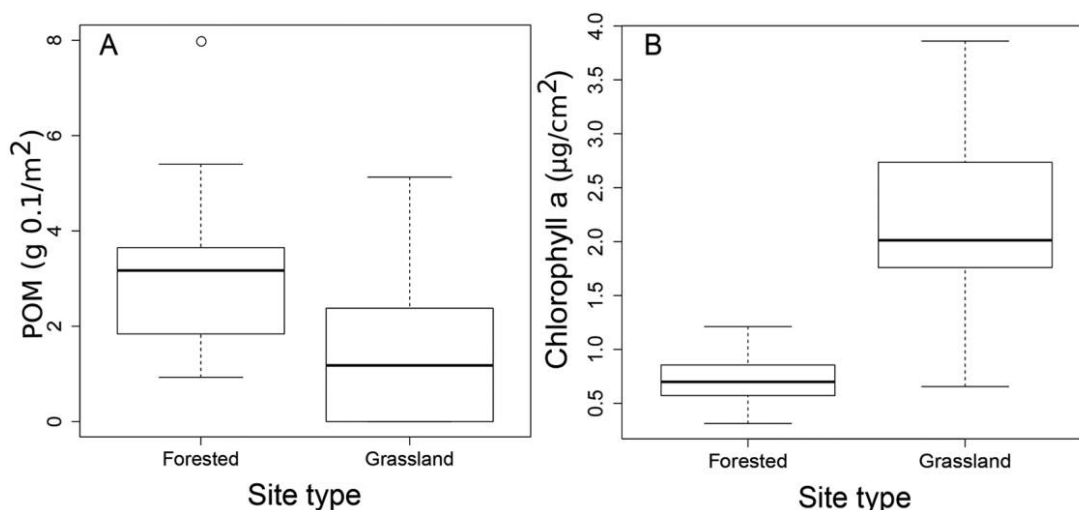 A
POM (g 0.1/m²)
8
6
4
2
0
Forested Grassland
Site type
B
Chlorophyll a (µg/cm²)
4.0
3.5
3.0
2.5
2.0
1.5
1.0
0.5
Forested Grassland
Site type